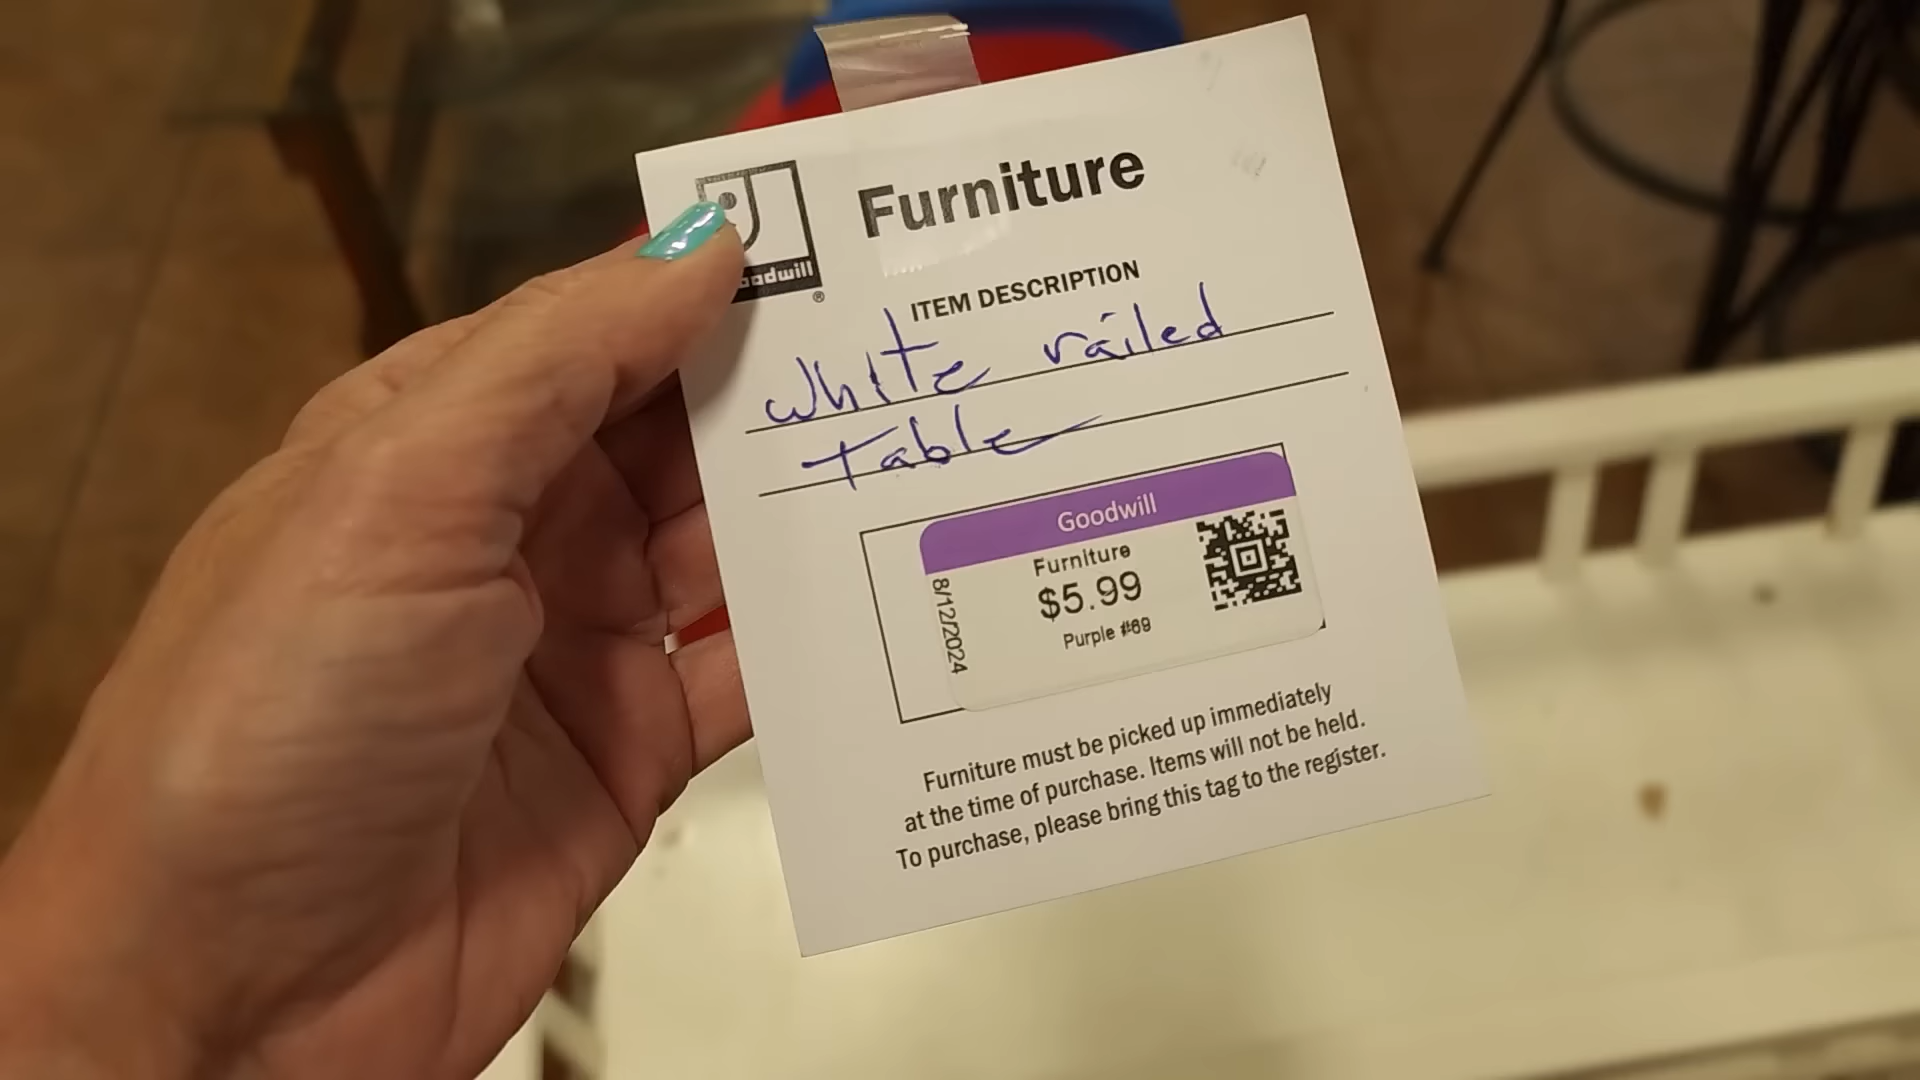 Furniture
adwill
®
ITEM DESCRIPTION
White railed
Table
Goodwill
Furniture
$5.99
Purple #69
8/12/2024
Furniture must be picked up immediately
at the time of purchase. Items will not be held.
To purchase, please bring this tag to the register.